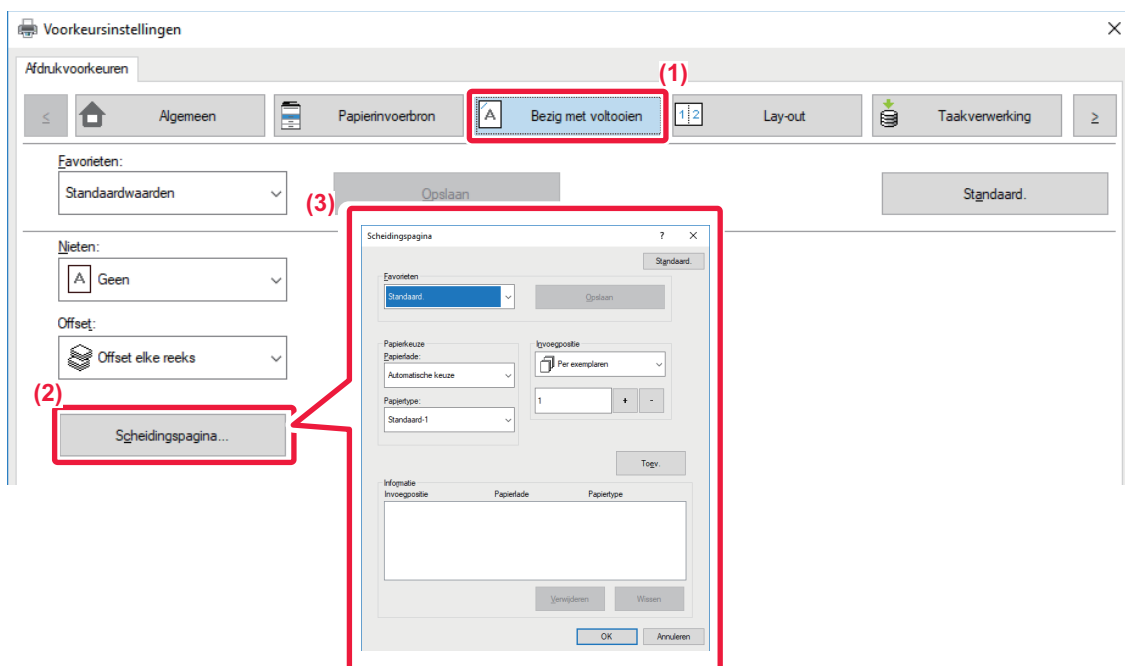 Voorkeursinstellingen
Afdrukvoorkeuren
(1)
< Algemeen Papierinvoerbron A Bezig met voltooien 1 2 Lay-out Taakverwerking >
Favorieten:
Standaardwaarden Opslaan Standaard.
(3)
Nieten:
A Geen
Offset:
Offset elke reeks
(2)
Scheidingspagina...
Scheidingspagina ? ×
Standaard.
Favorieten
Standaard. Opslaan
Papierkeuze Invoegpositie
Papierlade: Per exemplaren
Automatische keuze
Papiertype: 1 + -
Standaard-1
Toev.
Informatie
Invoegpositie Papierlade Papiertype
Verwijderen Wissen
OK Annuleren